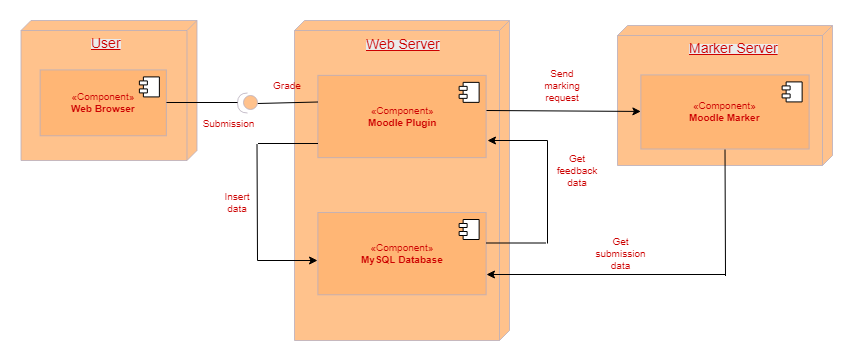 User
«Component»
Web Browser
Submission
Grade
Web Server
«Component»
Moodle Plugin
Insert
data
«Component»
MySQL Database
Send
marking
request
Get
feedback
data
Get
submission
data
Marker Server
«Component»
Moodle Marker